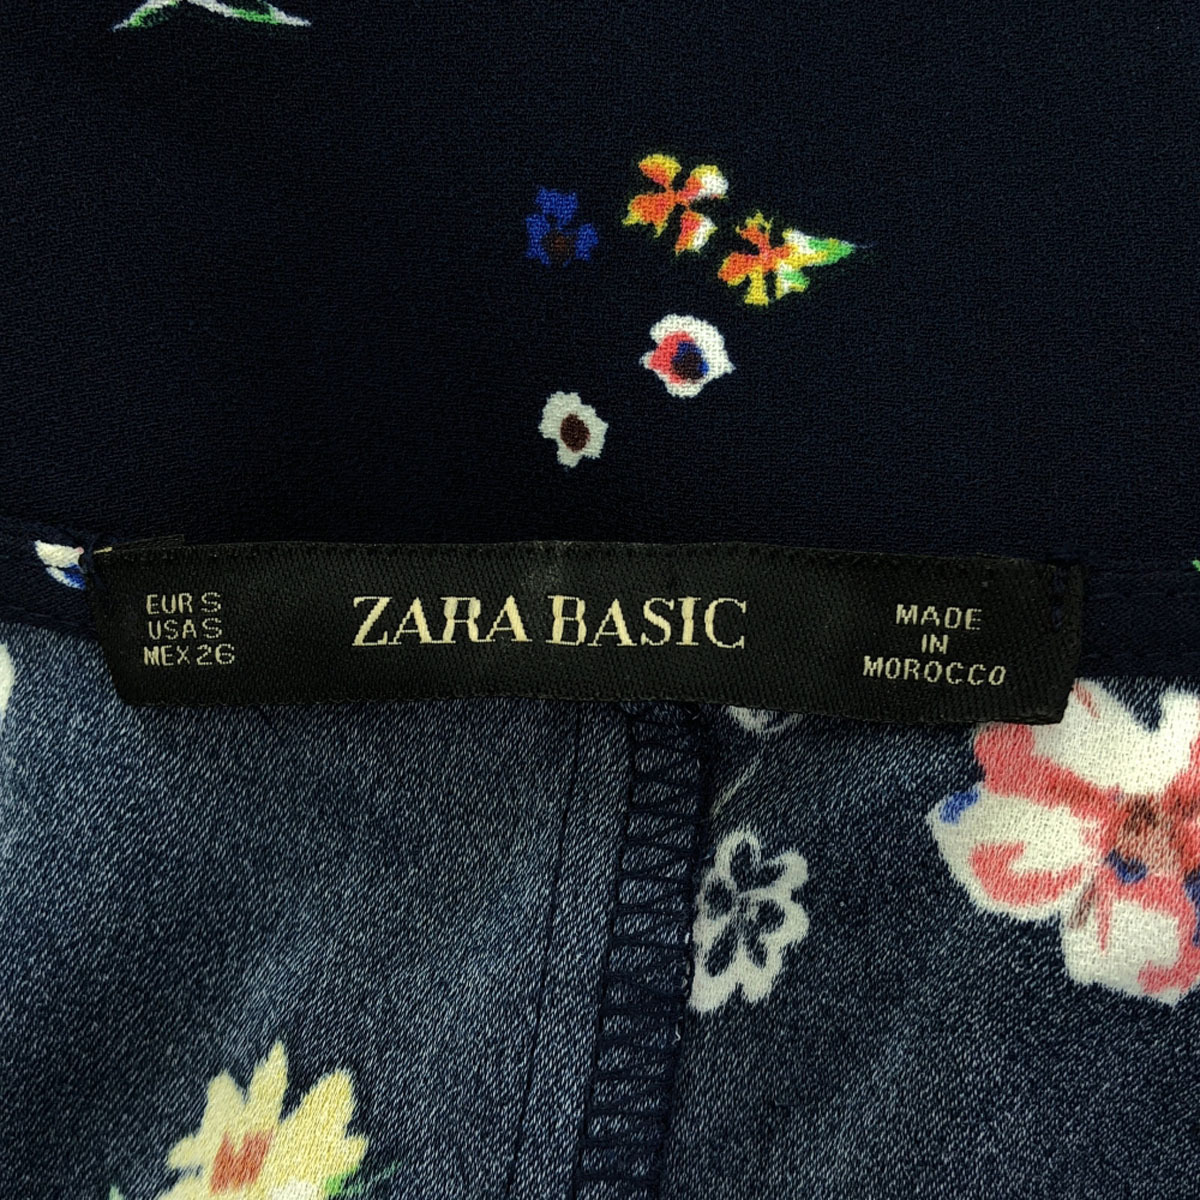 EUR S
USA S
MEX 26
ZARA BASIC
MADE
IN
MOROCCO